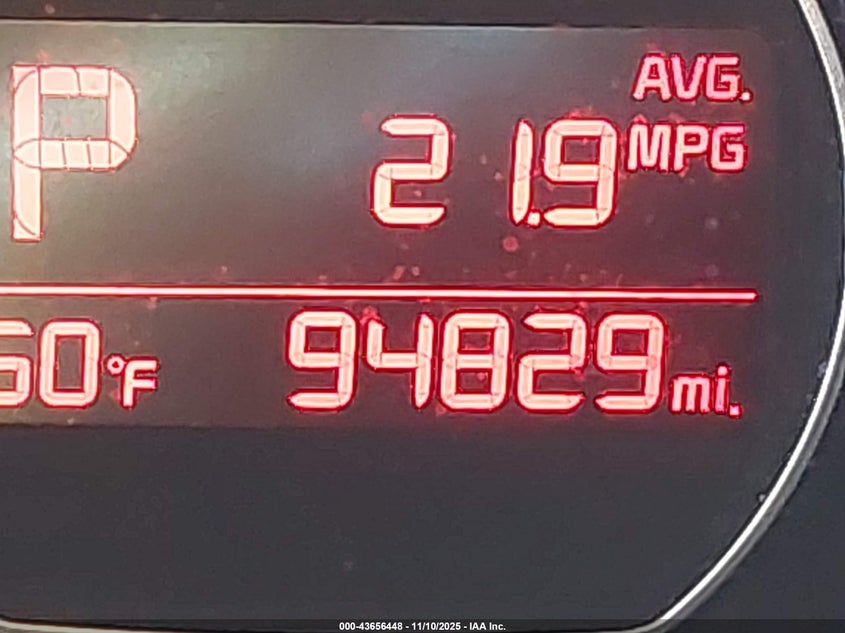 P
AVG.
21.9 MPG
60°F 94829 mi.
000-43656448 - 11/10/2025 - IAA Inc.